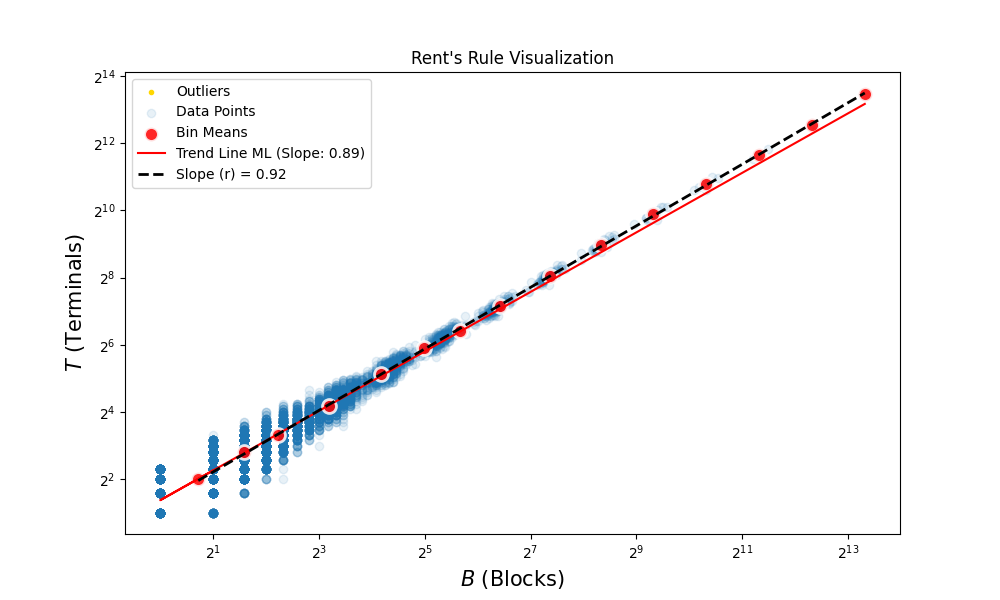 Rent's Rule Visualization
Outliers
Data Points
Bin Means
Trend Line ML (Slope: 0.89)
Slope (r) = 0.92
T (Terminals)
2^14
2^12
2^10
2^8
2^6
2^4
2^2
2^1
2^3
2^5
2^7
2^9
2^11
2^13
B (Blocks)